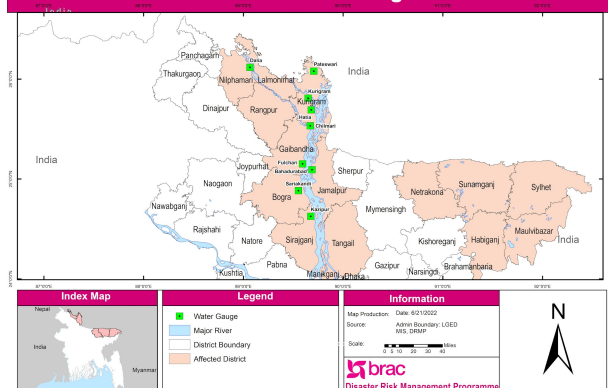 India
Panchagarh
Thakurgaon
Dalia
Pateswari
India
Nilphamari
Lalmonirhat
Kurigram
Kurigram
Dinajpur
Rangpur
Hatia
Chilmari
Gaibandha
India
Joypurhat
Fulchari
Bahadurabad
Sherpur
Naogaon
Sariakandi
Jamalpur
Netrakona
Sunamganj
Sylhet
Bogra
Nawabganj
Kazipur
Mymensingh
Rajshahi
Natore
Sirajganj
Tangail
Kishoreganj
Habiganj
Maulvibazar
India
Pabna
Gazipur
Narsingdi
Brahamanbaria
Kushtia
Manikganj
Dhaka
Index Map
Nepal
India
Myanmar
Legend
Water Gauge
Major River
District Boundary
Affected District
Information
Map Production: Date: 6/21/2022
Source: Admin Boundary: LGED
MIS, DRMP
Scale:
0 5 10 20 30 40 Miles
brac
Disaster Risk Management Programme
N